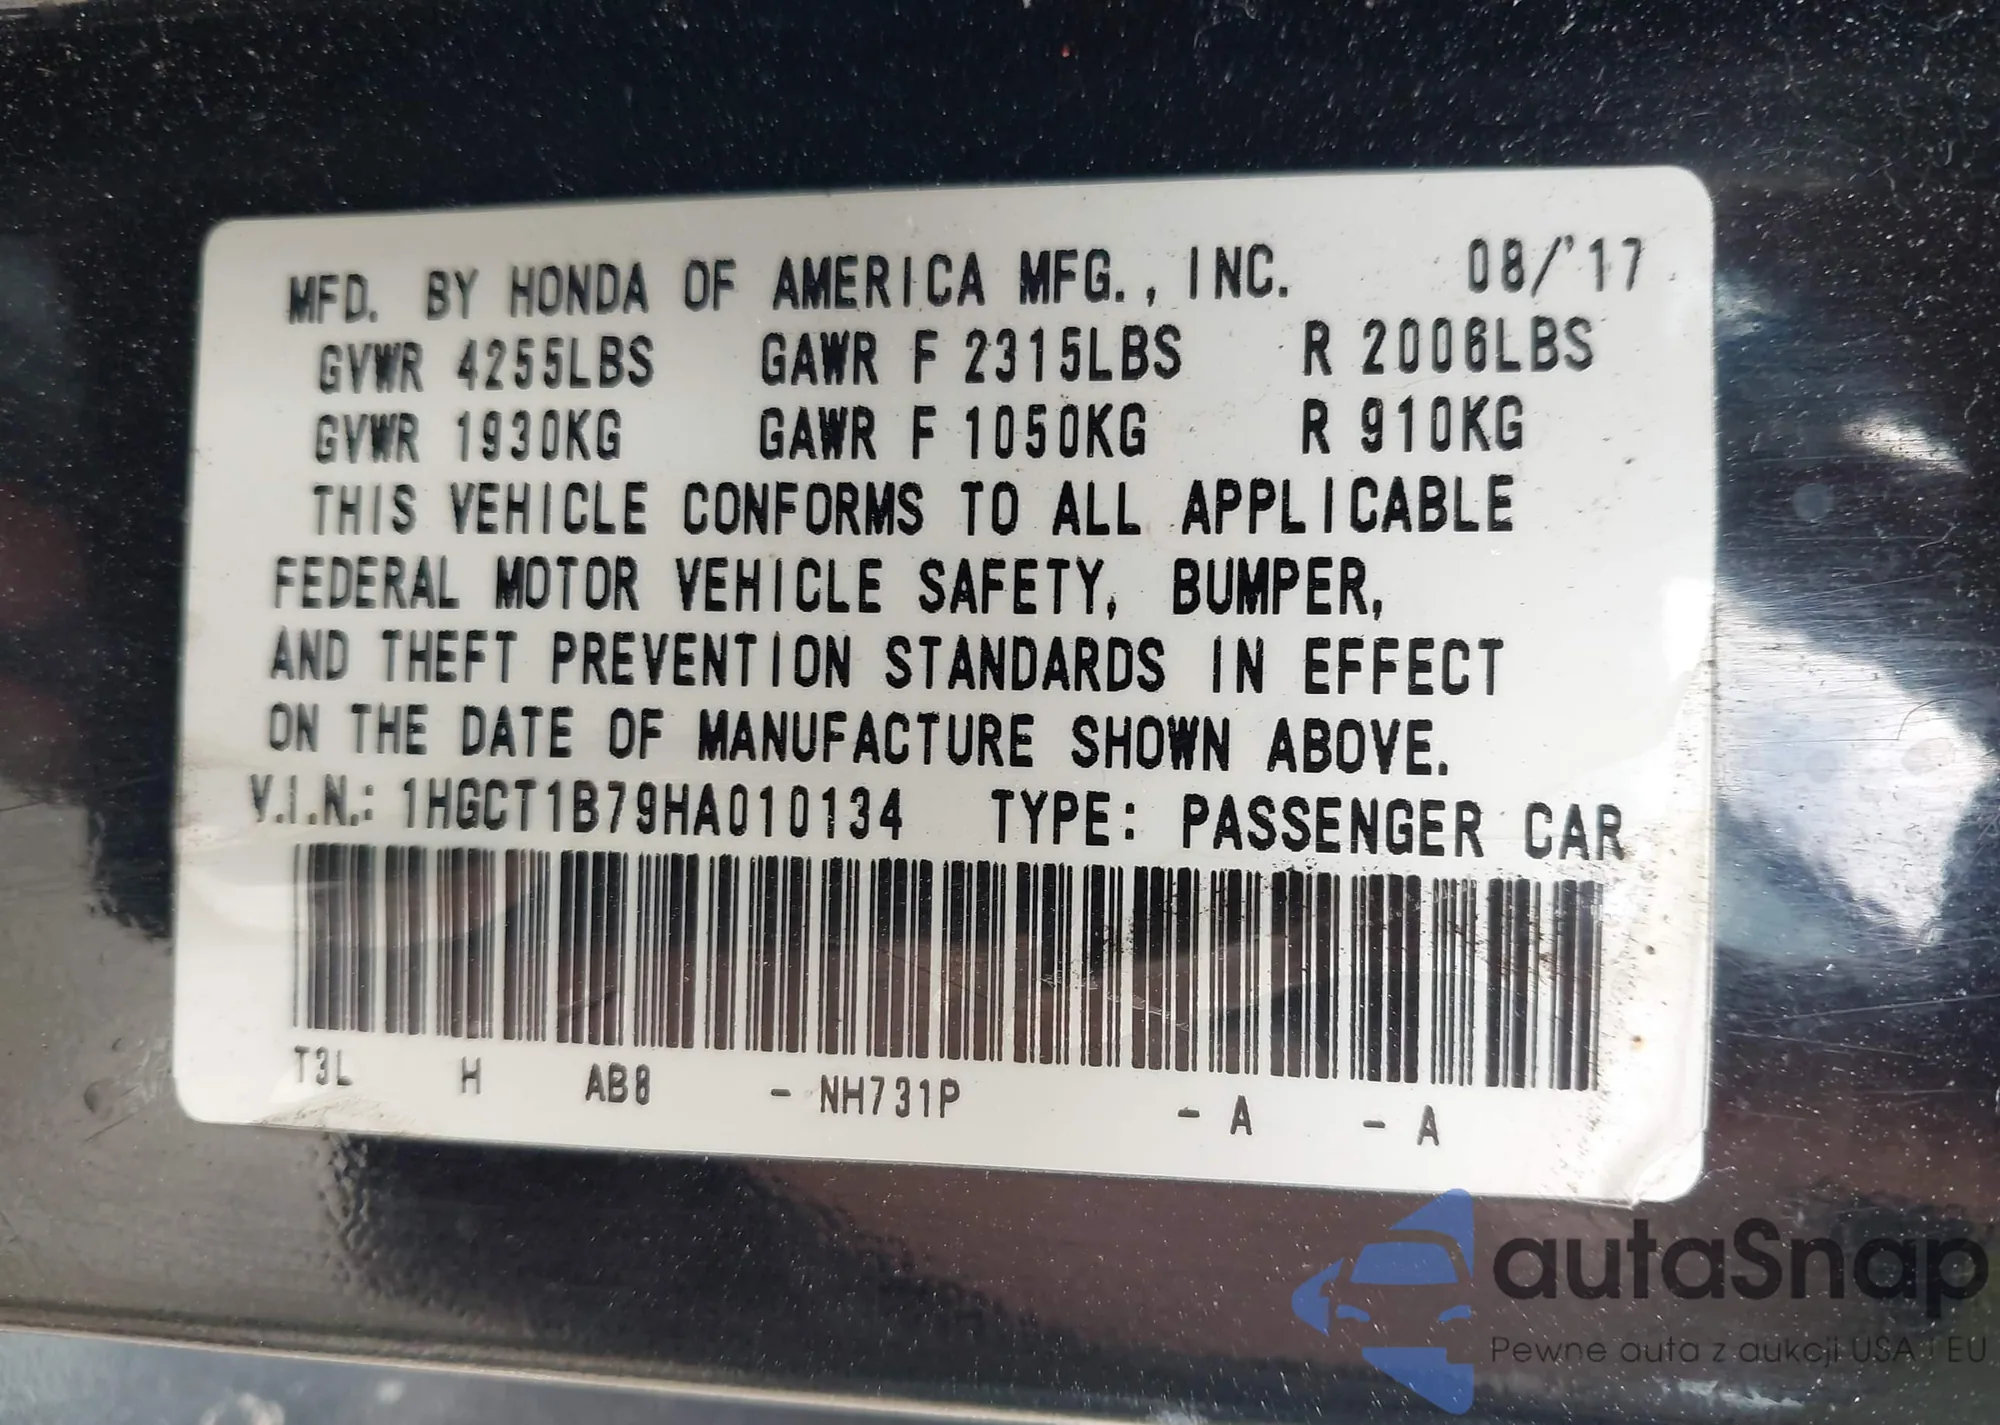 MFD. BY HONDA OF AMERICA MFG., INC. 08/'17
GVWR 4255LBS GAWR F 2315LBS R 2006LBS
GVWR 1930KG GAWR F 1050KG R 910KG
THIS VEHICLE CONFORMS TO ALL APPLICABLE
FEDERAL MOTOR VEHICLE SAFETY, BUMPER,
AND THEFT PREVENTION STANDARDS IN EFFECT
ON THE DATE OF MANUFACTURE SHOWN ABOVE.
V.I.N.: 1HGCT1B79HA010134 TYPE: PASSENGER CAR
T3L H AB8 - NH731P - A - A
autaSnap
Pewne auta z aukcji USA i EU